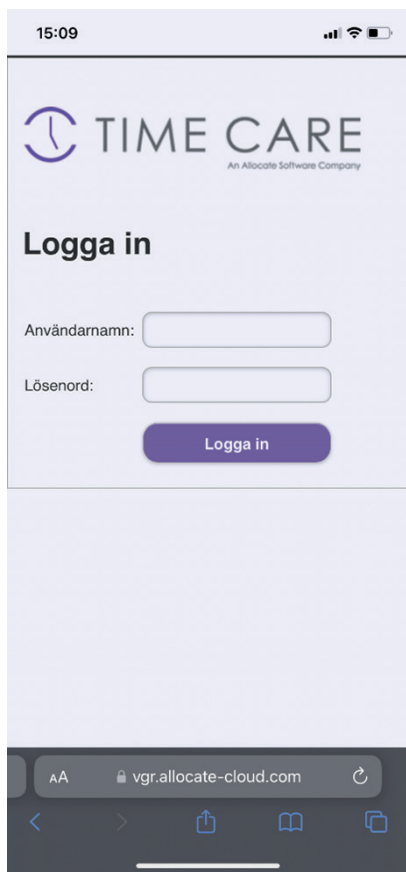 15:09
TIME CARE
An Allocate Software Company
Logga in
Användarnamn:
Lösenord:
Logga in
AA vgr.allocate-cloud.com